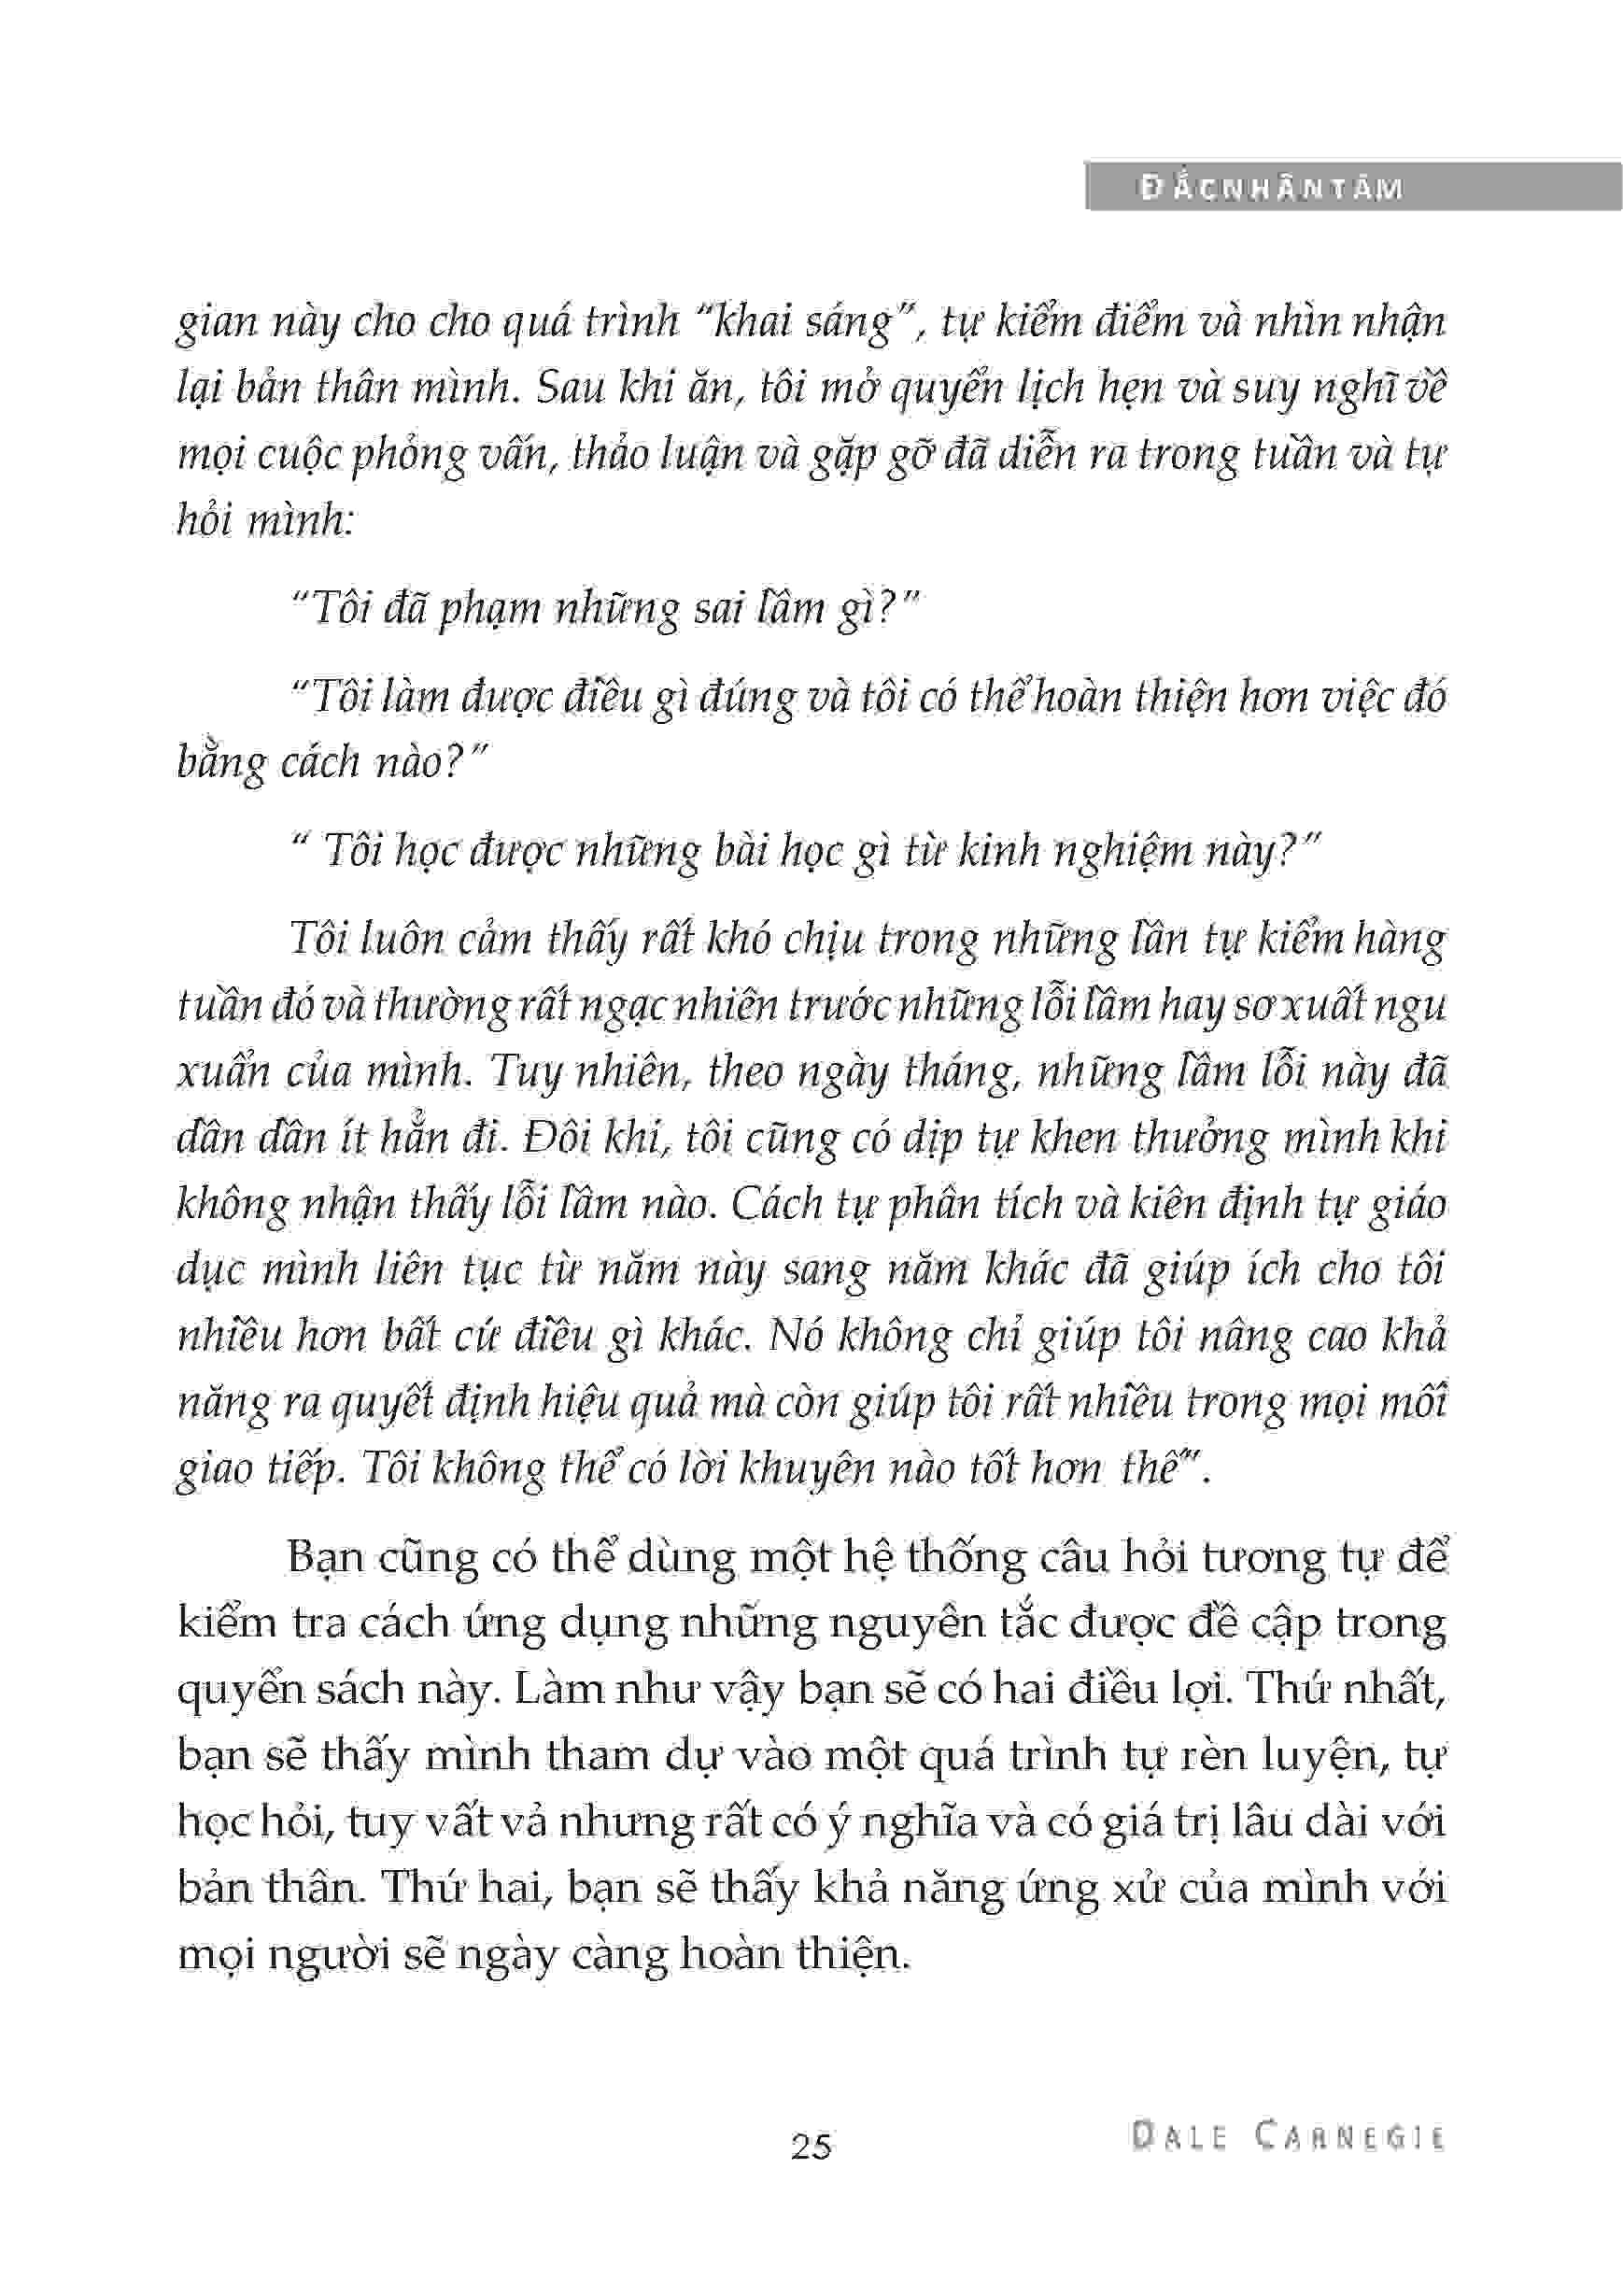 ĐẮCNHÂNTÂM
gian này cho cho quá trình “khai sáng”, tự kiểm điểm và nhìn nhận
lại bản thân mình. Sau khi ăn, tôi mở quyển lịch hẹn và suy nghĩ về
mọi cuộc phỏng vấn, thảo luận và gặp gỡ đã diễn ra trong tuần và tự
hỏi mình:
“Tôi đã phạm những sai lầm gì?”
“Tôi làm được điều gì đúng và tôi có thể hoàn thiện hơn việc đó
bằng cách nào?”
“ Tôi học được những bài học gì từ kinh nghiệm này?”
Tôi luôn cảm thấy rất khó chịu trong những lần tự kiểm hàng
tuần đó và thường rất ngạc nhiên trước những lỗi lầm hay sơ xuất ngu
xuẩn của mình. Tuy nhiên, theo ngày tháng, những lầm lỗi này đã
dần dần ít hẳn đi. Đôi khi, tôi cũng có dịp tự khen thưởng mình khi
không nhận thấy lỗi lầm nào. Cách tự phân tích và kiên định tự giáo
dục mình liên tục từ năm này sang năm khác đã giúp ích cho tôi
nhiều hơn bất cứ điều gì khác. Nó không chỉ giúp tôi nâng cao khả
năng ra quyết định hiệu quả mà còn giúp tôi rất nhiều trong mọi mối
giao tiếp. Tôi không thể có lời khuyên nào tốt hơn thế”.
Bạn cũng có thể dùng một hệ thống câu hỏi tương tự để
kiểm tra cách ứng dụng những nguyên tắc được đề cập trong
quyển sách này. Làm như vậy bạn sẽ có hai điều lợi. Thứ nhất,
bạn sẽ thấy mình tham dự vào một quá trình tự rèn luyện, tự
học hỏi, tuy vất vả nhưng rất có ý nghĩa và có giá trị lâu dài với
bản thân. Thứ hai, bạn sẽ thấy khả năng ứng xử của mình với
mọi người sẽ ngày càng hoàn thiện.
25
DALE CARNEGIE